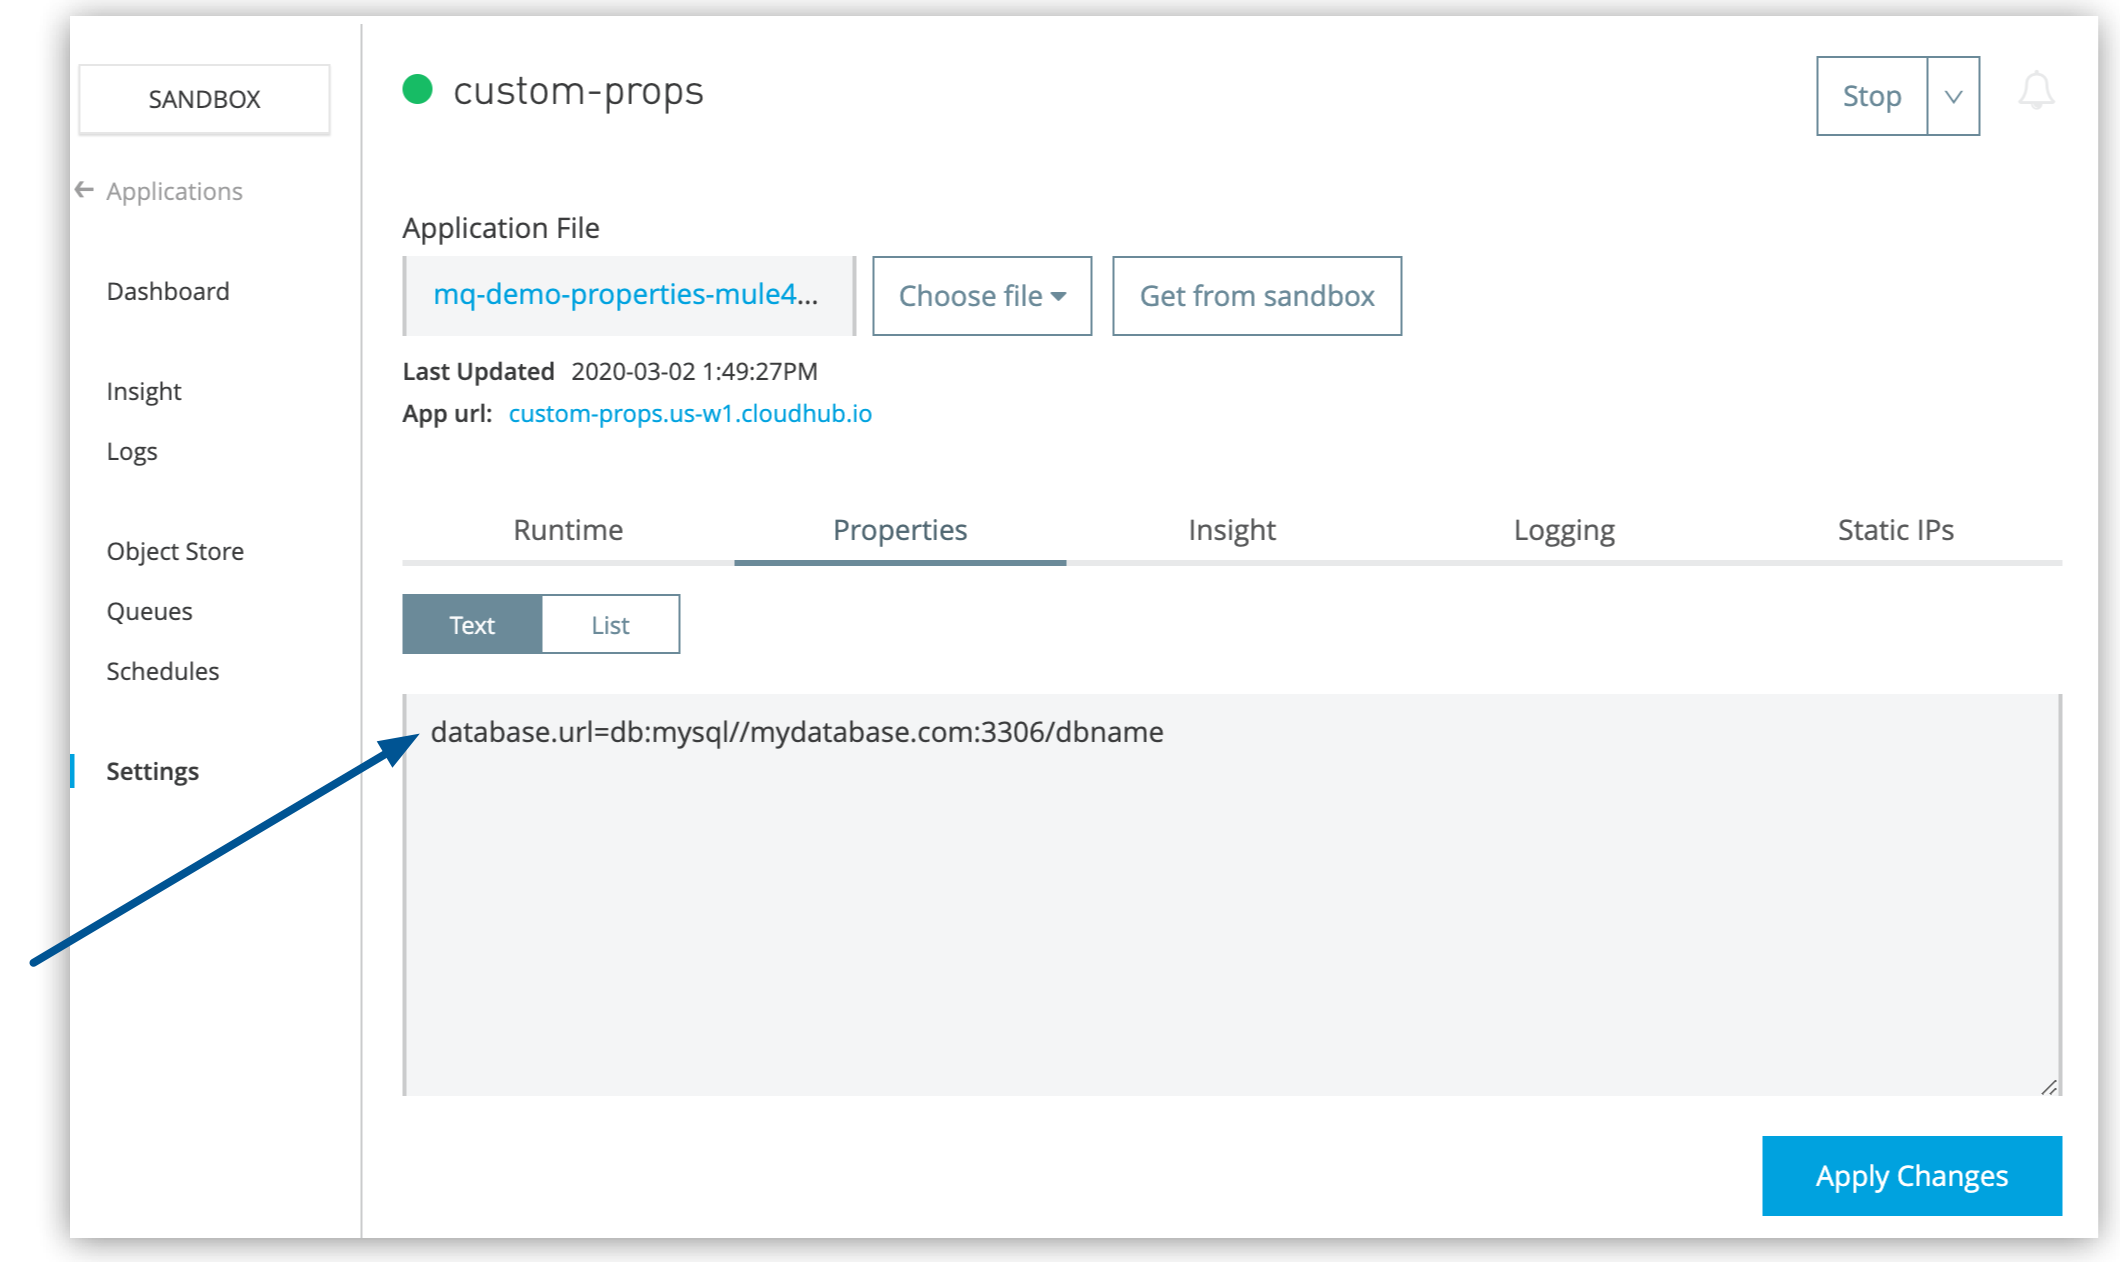 SANDBOX
Applications
Dashboard
Insight
Logs
Object Store
Queues
Schedules
Settings
custom-props
Stop
Application File
mq-demo-properties-mule4...
Choose file
Get from sandbox
Last Updated 2020-03-02 1:49:27PM
App url: custom-props.us-w1.cloudhub.io
Runtime Properties Insight Logging Static IPs
Text List
database.url=db:mysql//mydatabase.com:3306/dbname
Apply Changes